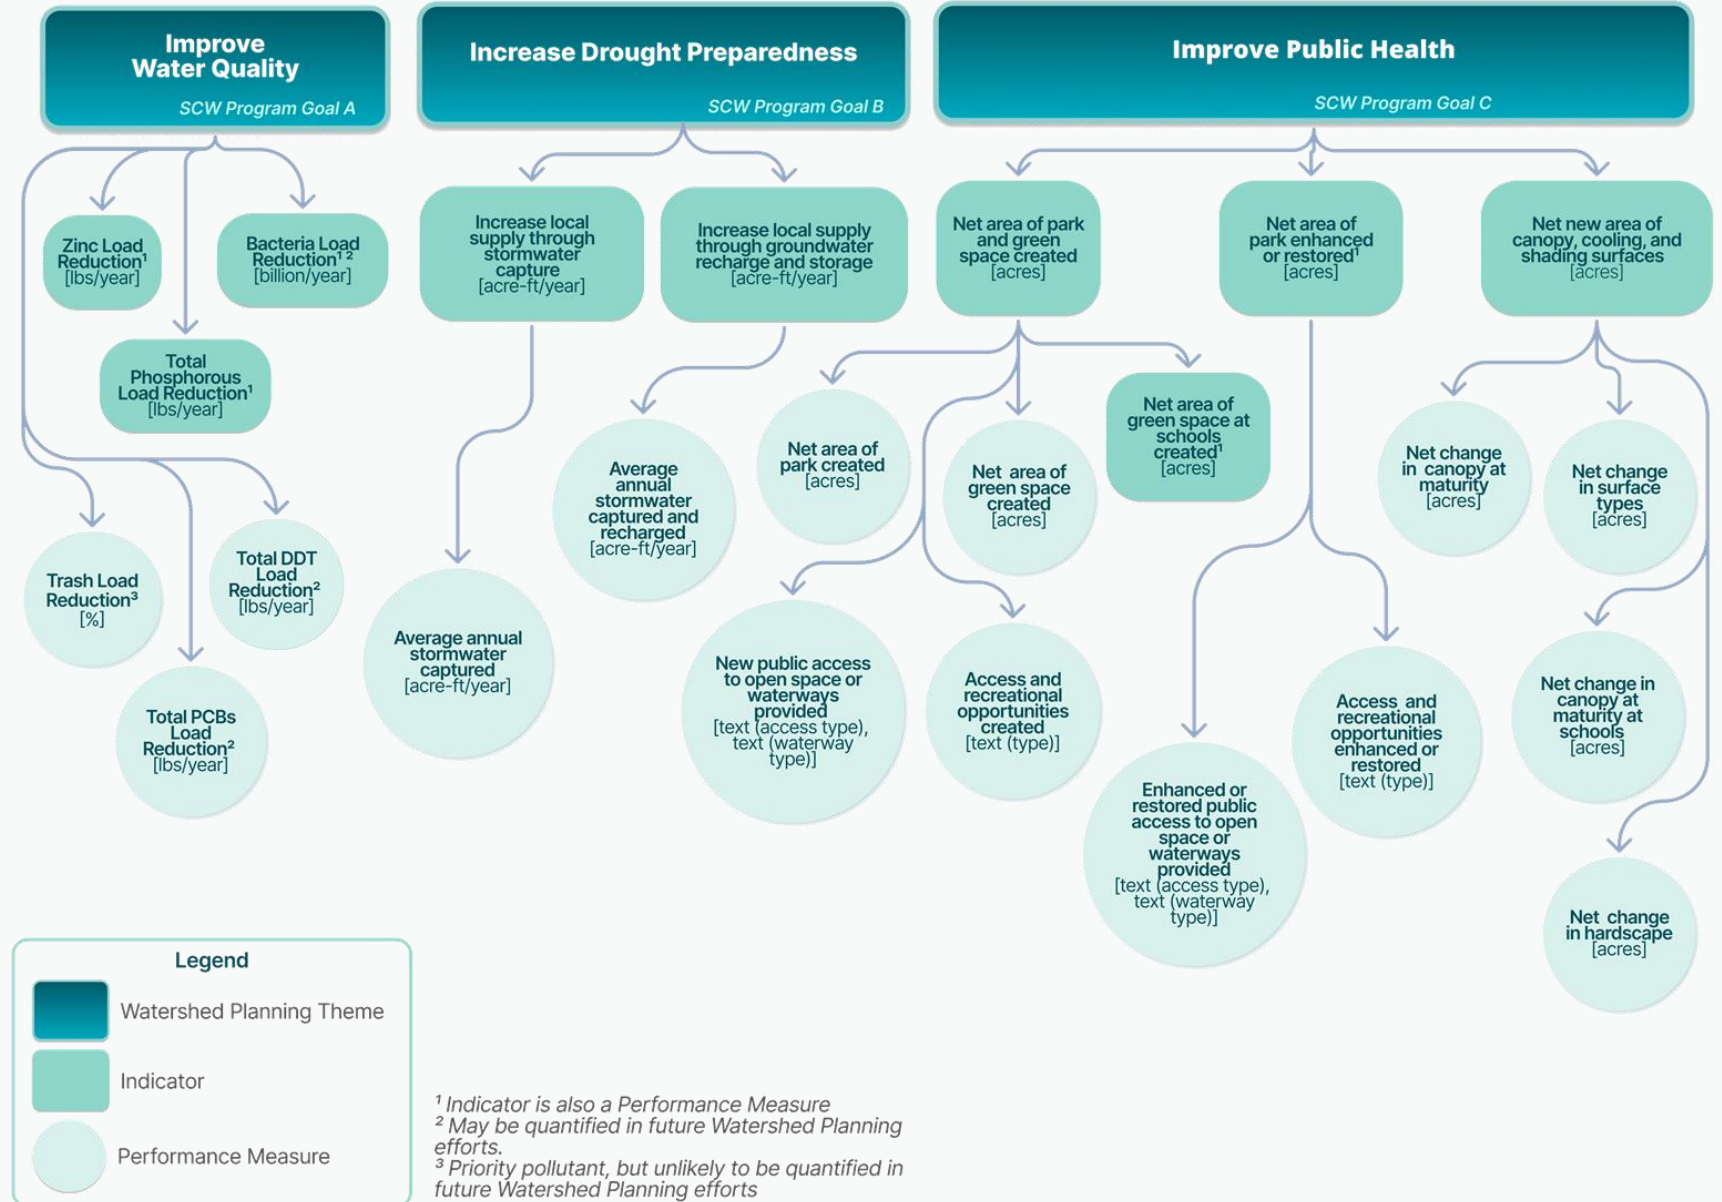 Improve
Water Quality
SCW Program Goal A
Increase Drought Preparedness
SCW Program Goal B
Improve Public Health
SCW Program Goal C
Zinc Load
Reduction¹
[lbs/year]
Bacteria Load
Reduction¹ ²
[billion/year]
Total
Phosphorous
Load Reduction¹
[lbs/year]
Trash Load
Reduction³
[%]
Total DDT
Load
Reduction²
[lbs/year]
Total PCBs
Load
Reduction²
[lbs/year]
Increase local
supply through
stormwater
capture
[acre-ft/year]
Increase local supply
through groundwater
recharge and storage
[acre-ft/year]
Average annual
stormwater
captured
[acre-ft/year]
Average
annual
stormwater
captured and
recharged
[acre-ft/year]
Net area of park
and green
space created
[acres]
Net area of
park enhanced
or restored¹
[acres]
Net new area of
canopy, cooling, and
shading surfaces
[acres]
Net area of
park created
[acres]
Net area of
green space
created
[acres]
Net area of
green space at
schools
created¹
[acres]
New public access
to open space or
waterways
provided
[text (access type),
text (waterway
type)]
Access and
recreational
opportunities
created
[text (type)]
Enhanced or
restored public
access to open
space or
waterways
provided
[text (access type),
text (waterway
type)]
Access and
recreational
opportunities
enhanced or
restored
[text (type)]
Net change
in canopy at
maturity
[acres]
Net change
in surface
types
[acres]
Net change in
canopy at
maturity at
schools
[acres]
Net change
in hardscape
[acres]
Legend
Watershed Planning Theme
Indicator
Performance Measure
¹ Indicator is also a Performance Measure
² May be quantified in future Watershed Planning
efforts.
³ Priority pollutant, but unlikely to be quantified in
future Watershed Planning efforts